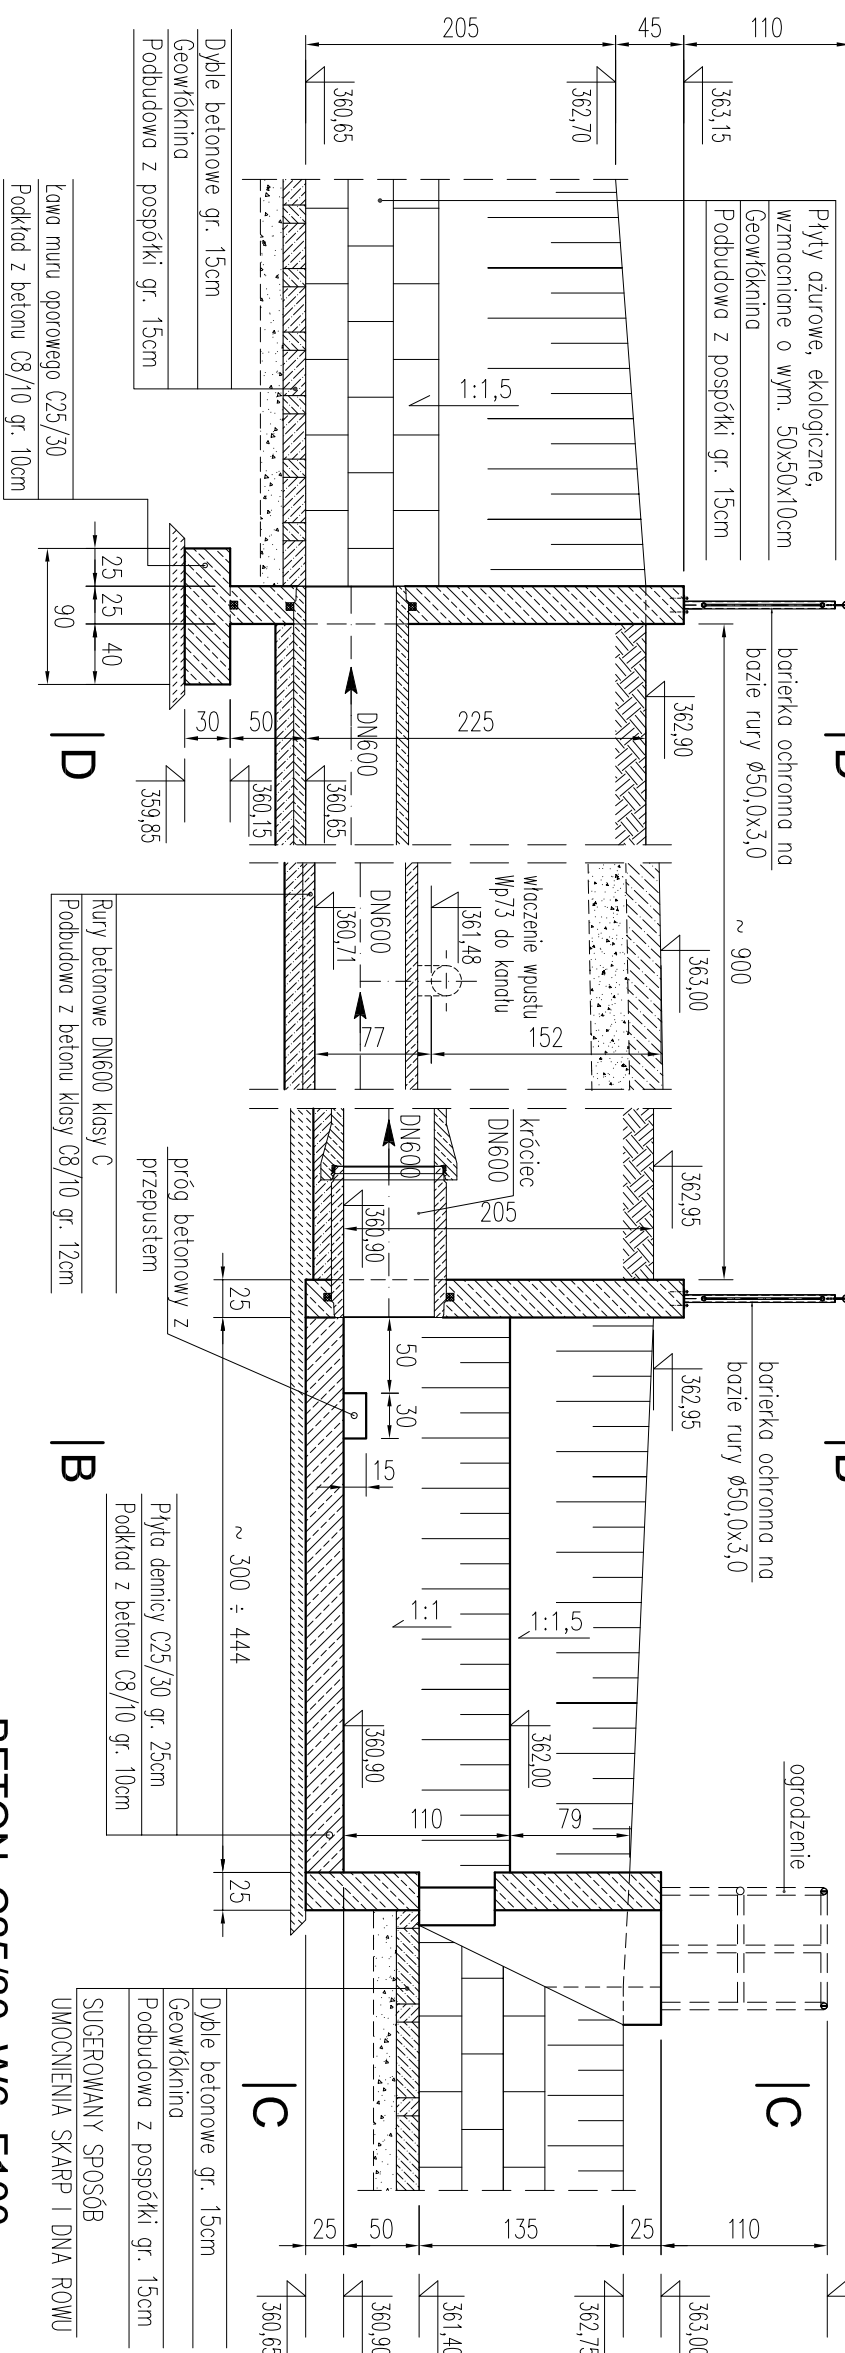 205
45
110
360,65
362,70
363,15
Dyble betonowe gr. 15cm
Geowłóknina
Podbudowa z pospółki gr. 15cm
Płyty ażurowe, ekologiczne,
wzmacniane o wym. 50x50x10cm
Geowłóknina
Podbudowa z pospółki gr. 15cm
Ława muru oporowego C25/30
Podkład z betonu C8/10 gr. 10cm
1:1,5
25
25
40
90
30
50
225
359,85
360,15
360,65
362,90
DN600
barierka ochronna na
bazie rury ø50,0x3,0
D
~ 900
DN600
360,71
361,48
włączenie wpustu
Wp73 do kanału
363,00
77
152
Rury betonowe DN600 klasy C
Podbudowa z betonu klasy C8/10 gr. 12cm
DN600
króciec
DN600
360,90
205
362,95
próg betonowy z
przepustem
25
50
30
15
362,95
barierka ochronna na
bazie rury ø50,0x3,0
B
~ 300 ÷ 444
Płyta dennicy C25/30 gr. 25cm
Podkład z betonu C8/10 gr. 10cm
1:1
1:1,5
360,90
362,00
110
79
25
ogrodzenie
Dyble betonowe gr. 15cm
Geowłóknina
Podbudowa z pospółki gr. 15cm
SUGEROWANY SPOSÓB
UMOCNIENIA SKARP I DNA ROWU
C
C
25
50
135
25
110
360,65
360,90
361,40
362,75
363,00